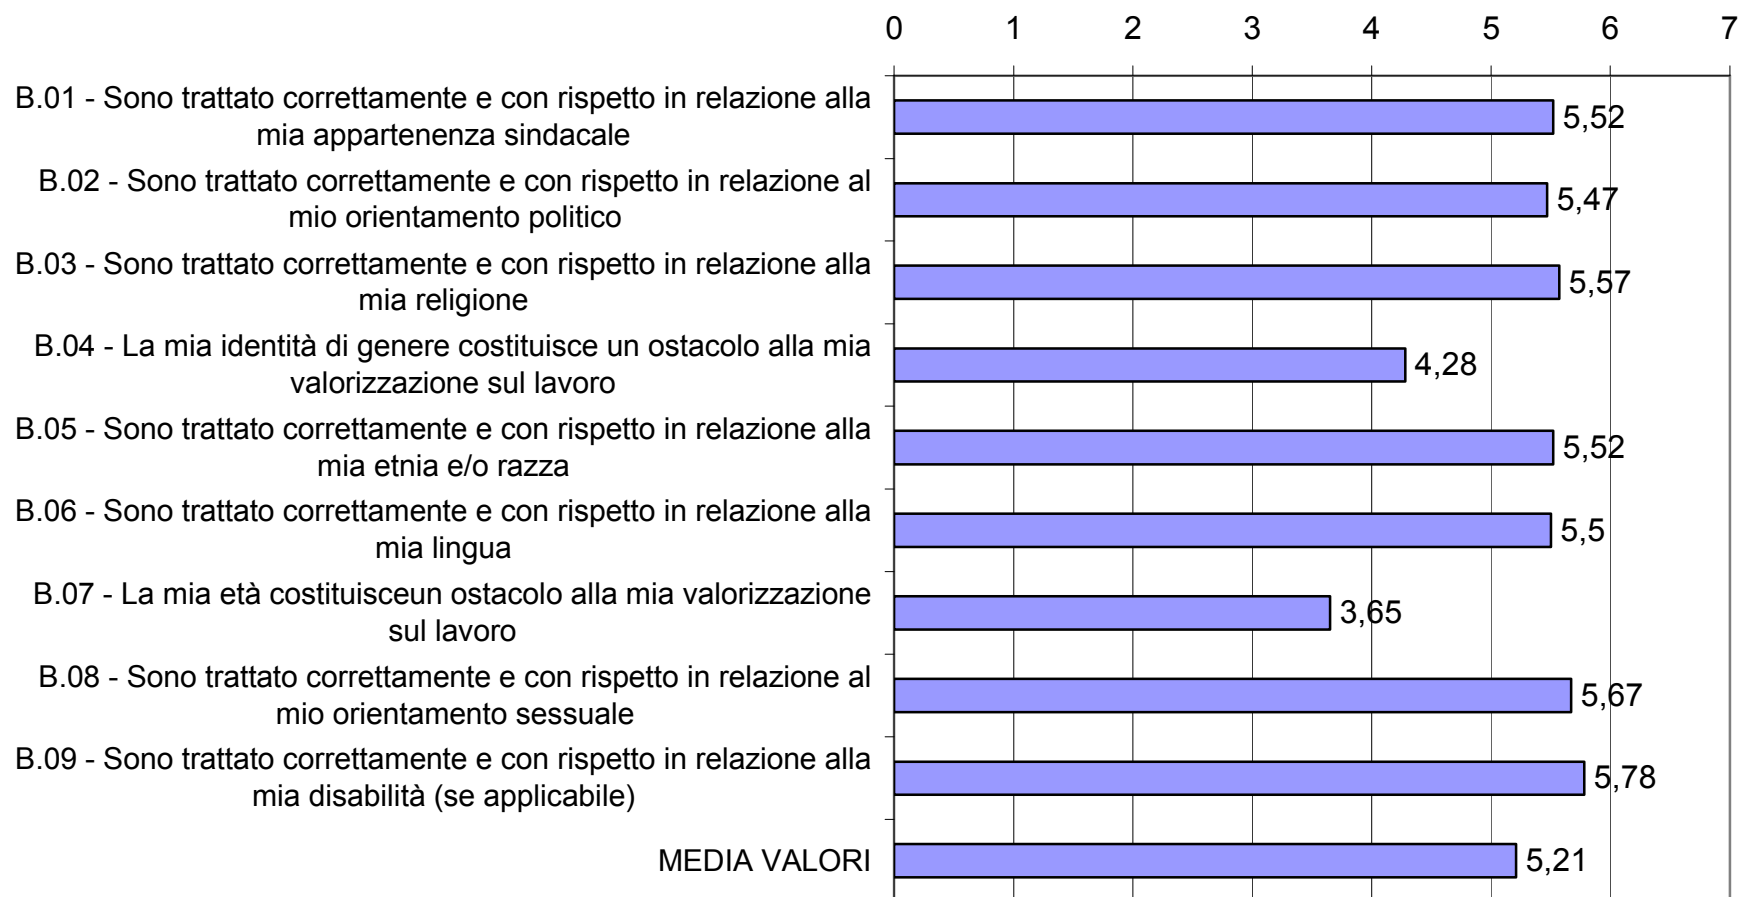 0 1 2 3 4 5 6 7
B.01 - Sono trattato correttamente e con rispetto in relazione alla
mia appartenenza sindacale
5,52
B.02 - Sono trattato correttamente e con rispetto in relazione al
mio orientamento politico
5,47
B.03 - Sono trattato correttamente e con rispetto in relazione alla
mia religione
5,57
B.04 - La mia identità di genere costituisce un ostacolo alla mia
valorizzazione sul lavoro
4,28
B.05 - Sono trattato correttamente e con rispetto in relazione alla
mia etnia e/o razza
5,52
B.06 - Sono trattato correttamente e con rispetto in relazione alla
mia lingua
5,5
B.07 - La mia età costituisceun ostacolo alla mia valorizzazione
sul lavoro
3,65
B.08 - Sono trattato correttamente e con rispetto in relazione al
mio orientamento sessuale
5,67
B.09 - Sono trattato correttamente e con rispetto in relazione alla
mia disabilità (se applicabile)
5,78
MEDIA VALORI
5,21